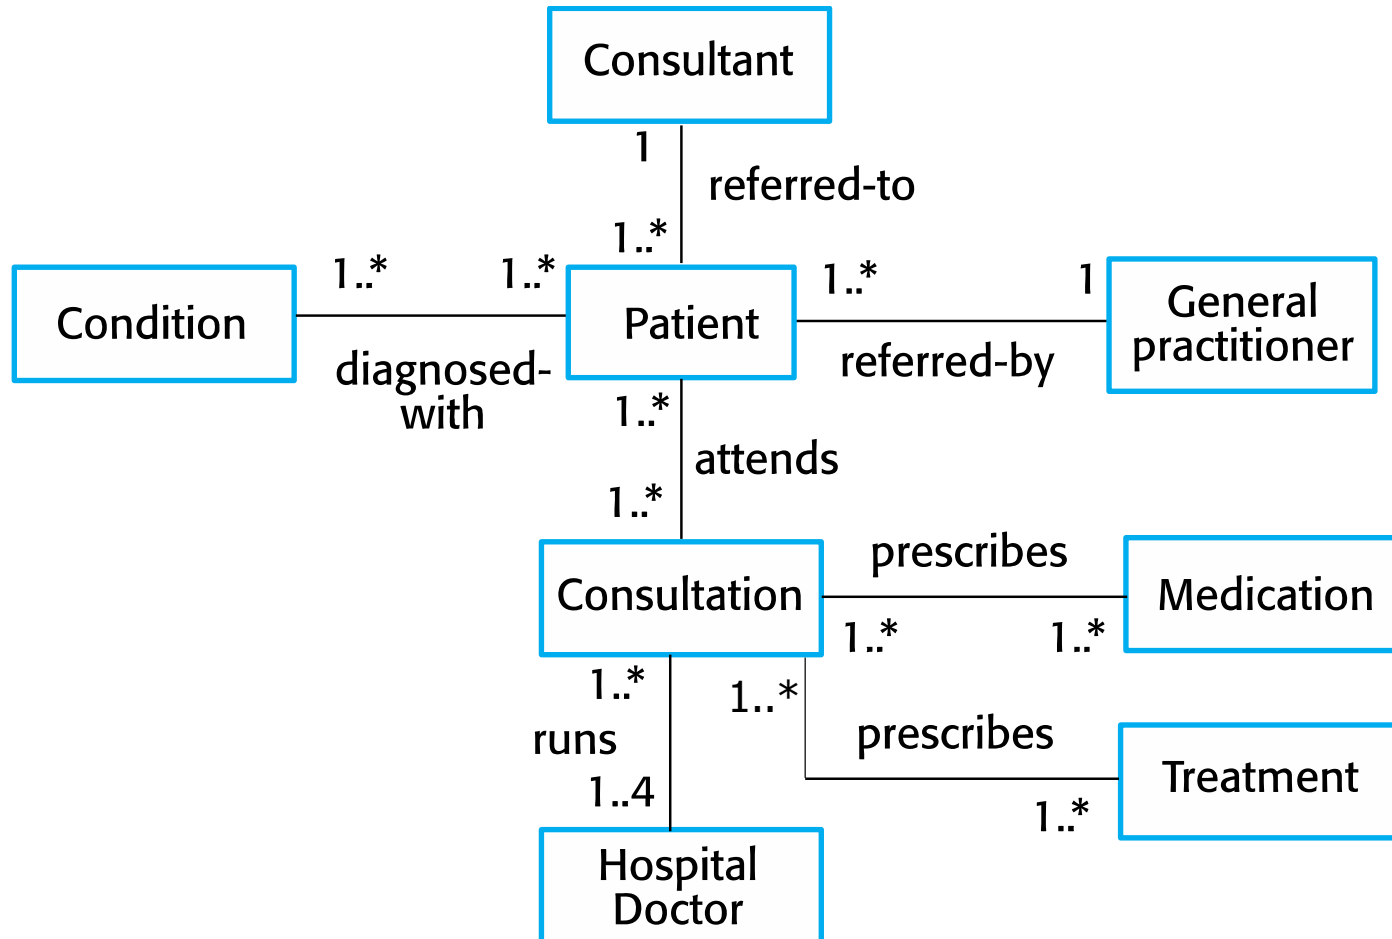 Consultant
1
referred-to
1..*
1..*
1..*
1..*
1
Condition
Patient
General
practitioner
diagnosed-
with
referred-by
1..*
attends
1..*
prescribes
Consultation
Medication
1..*
1..*
1..*
1..*
runs
prescribes
1..4
Treatment
1..*
Hospital
Doctor